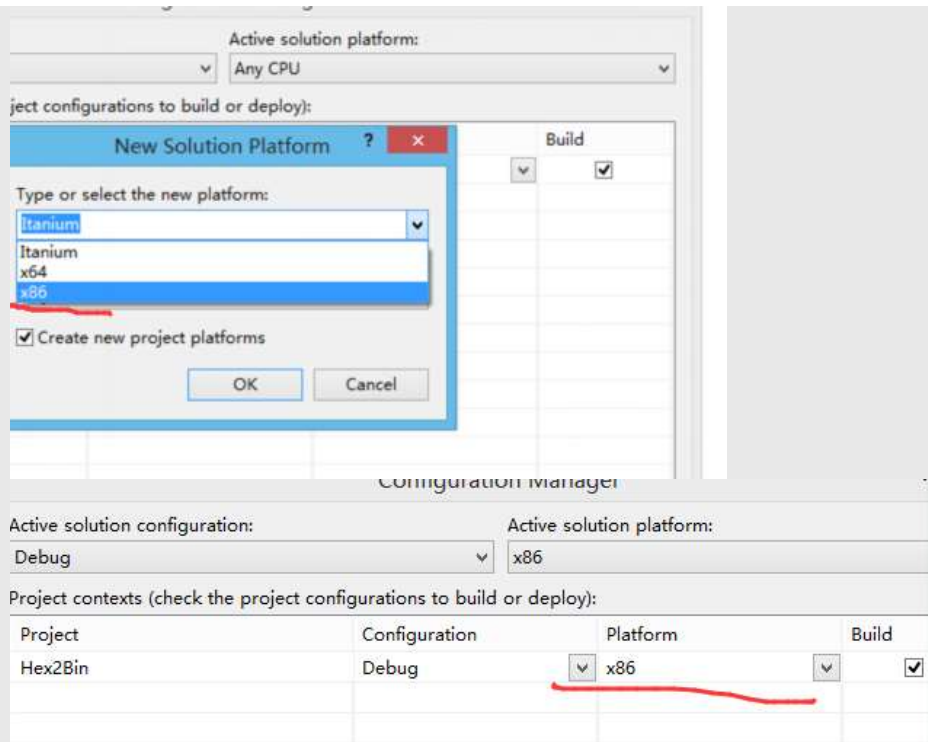 Active solution platform:
Any CPU
ject configurations to build or deploy):
New Solution Platform ? ×
Build
Type or select the new platform:
Itanium
Itanium
x64
x86
Create new project platforms
OK Cancel
Configuration Manager
Active solution configuration: Active solution platform:
Debug x86
Project contexts (check the project configurations to build or deploy):
Project Configuration Platform Build
Hex2Bin Debug x86